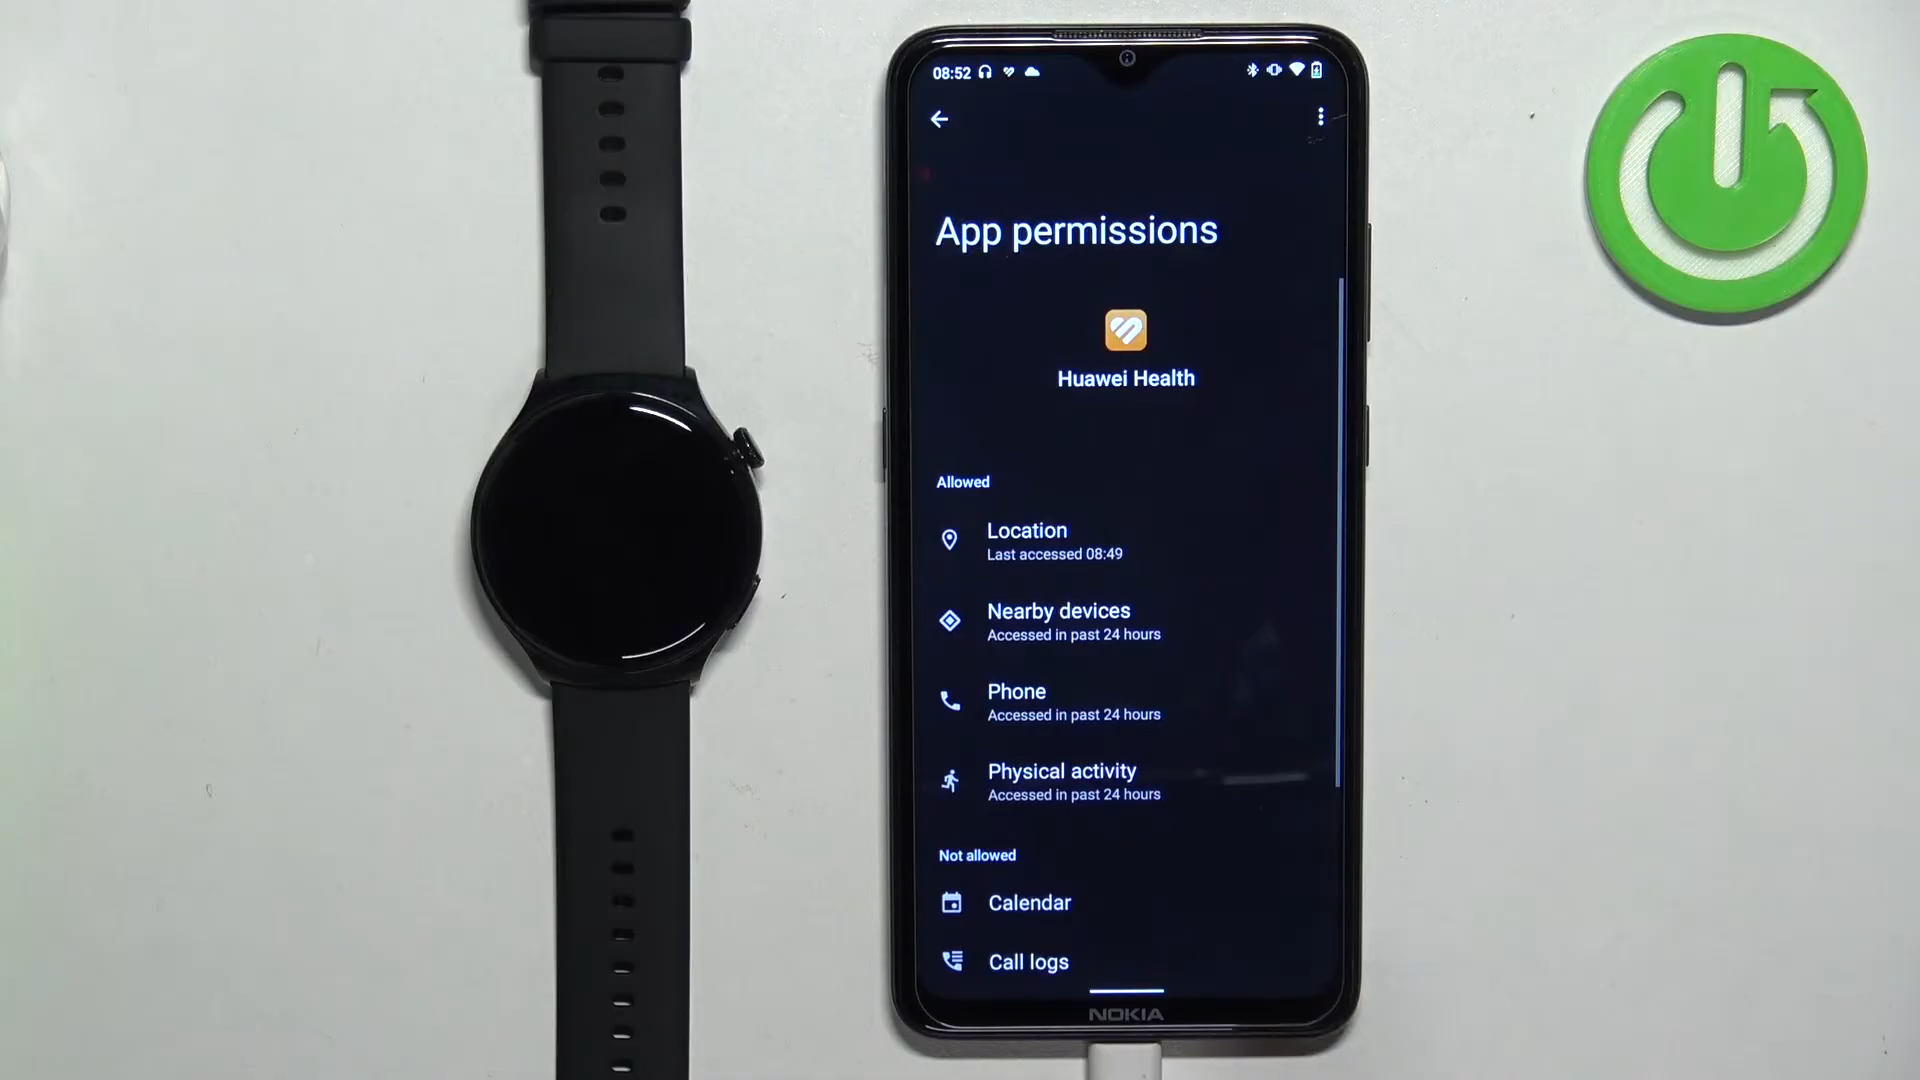 08:52
App permissions
Huawei Health
Allowed
Location
Last accessed 08:49
Nearby devices
Accessed in past 24 hours
Phone
Accessed in past 24 hours
Physical activity
Accessed in past 24 hours
Not allowed
Calendar
Call logs
NOKIA